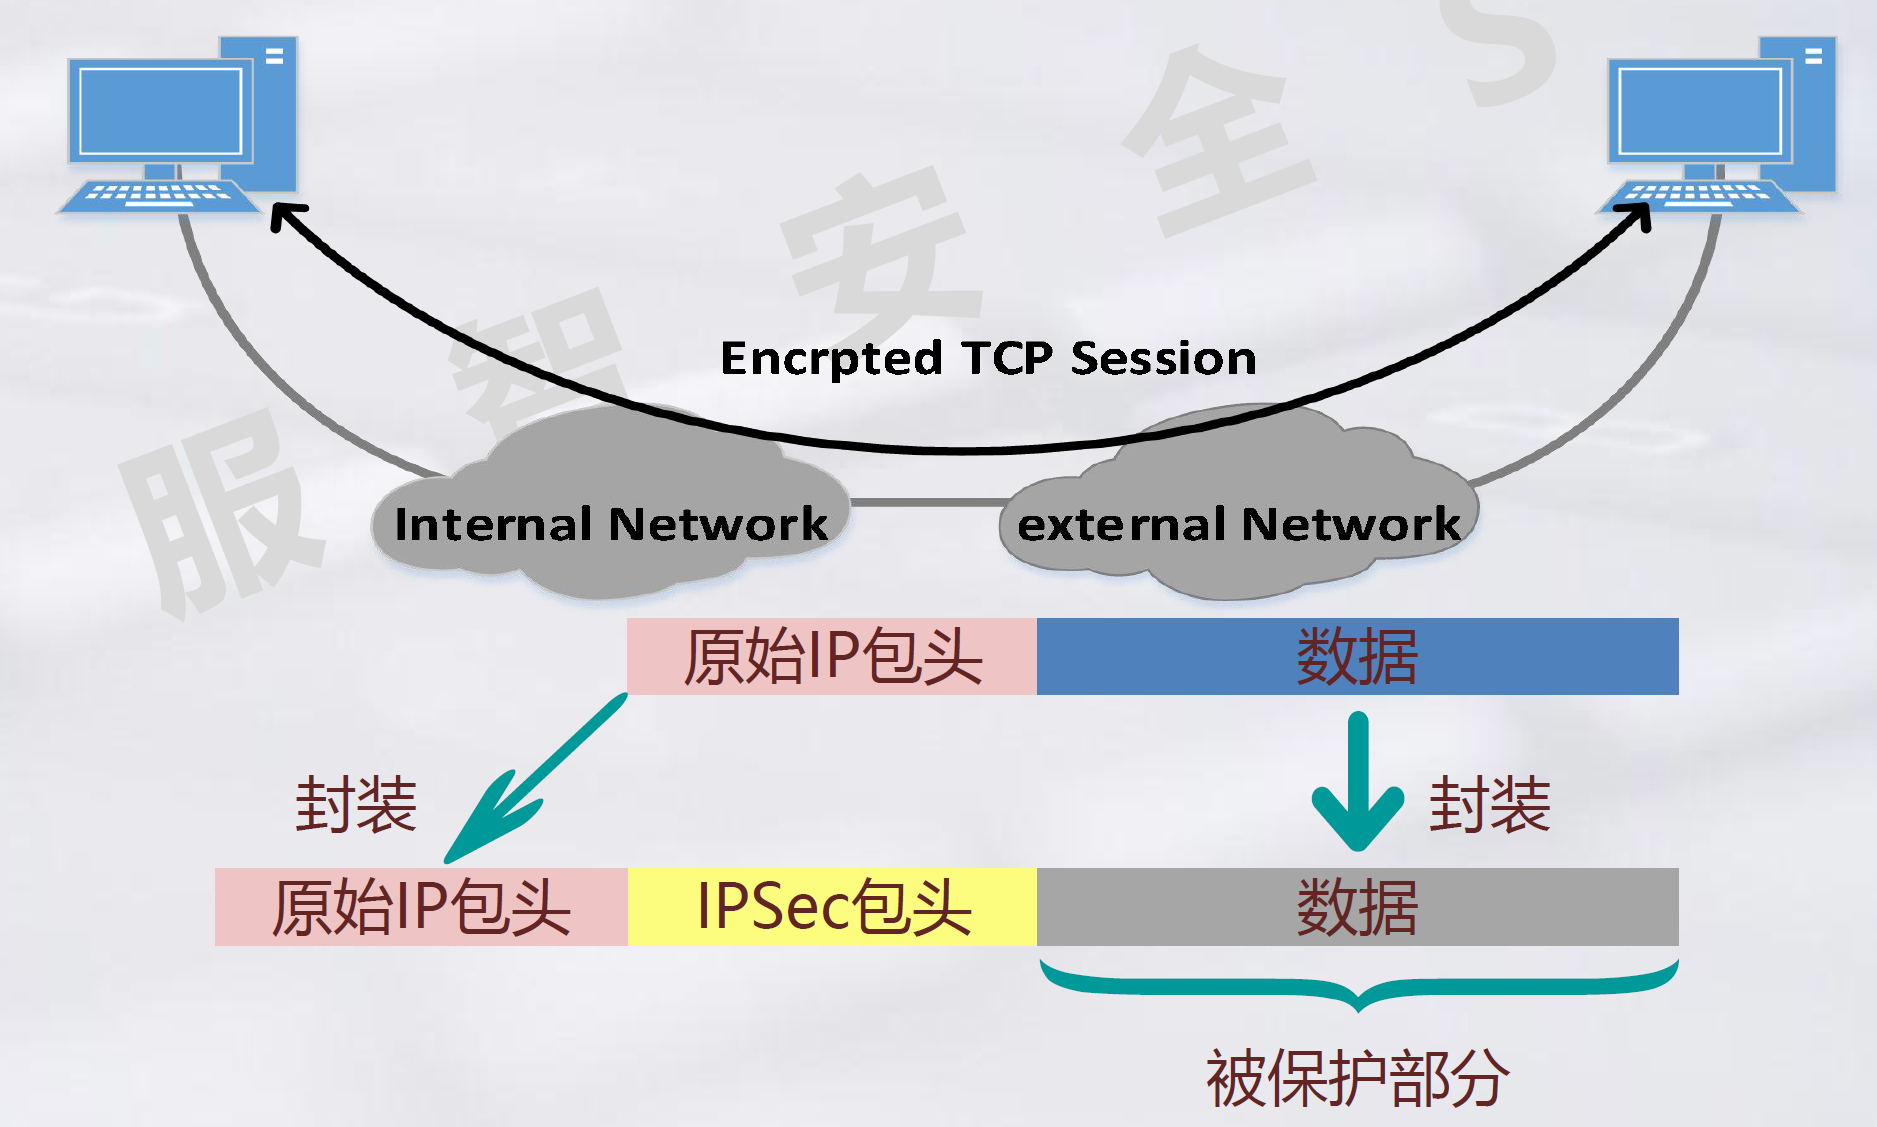 服智安全S
Encrpted TCP Session
Internal Network
external Network
原始IP包头
数据
封装
封装
原始IP包头
IPSec包头
数据
被保护部分